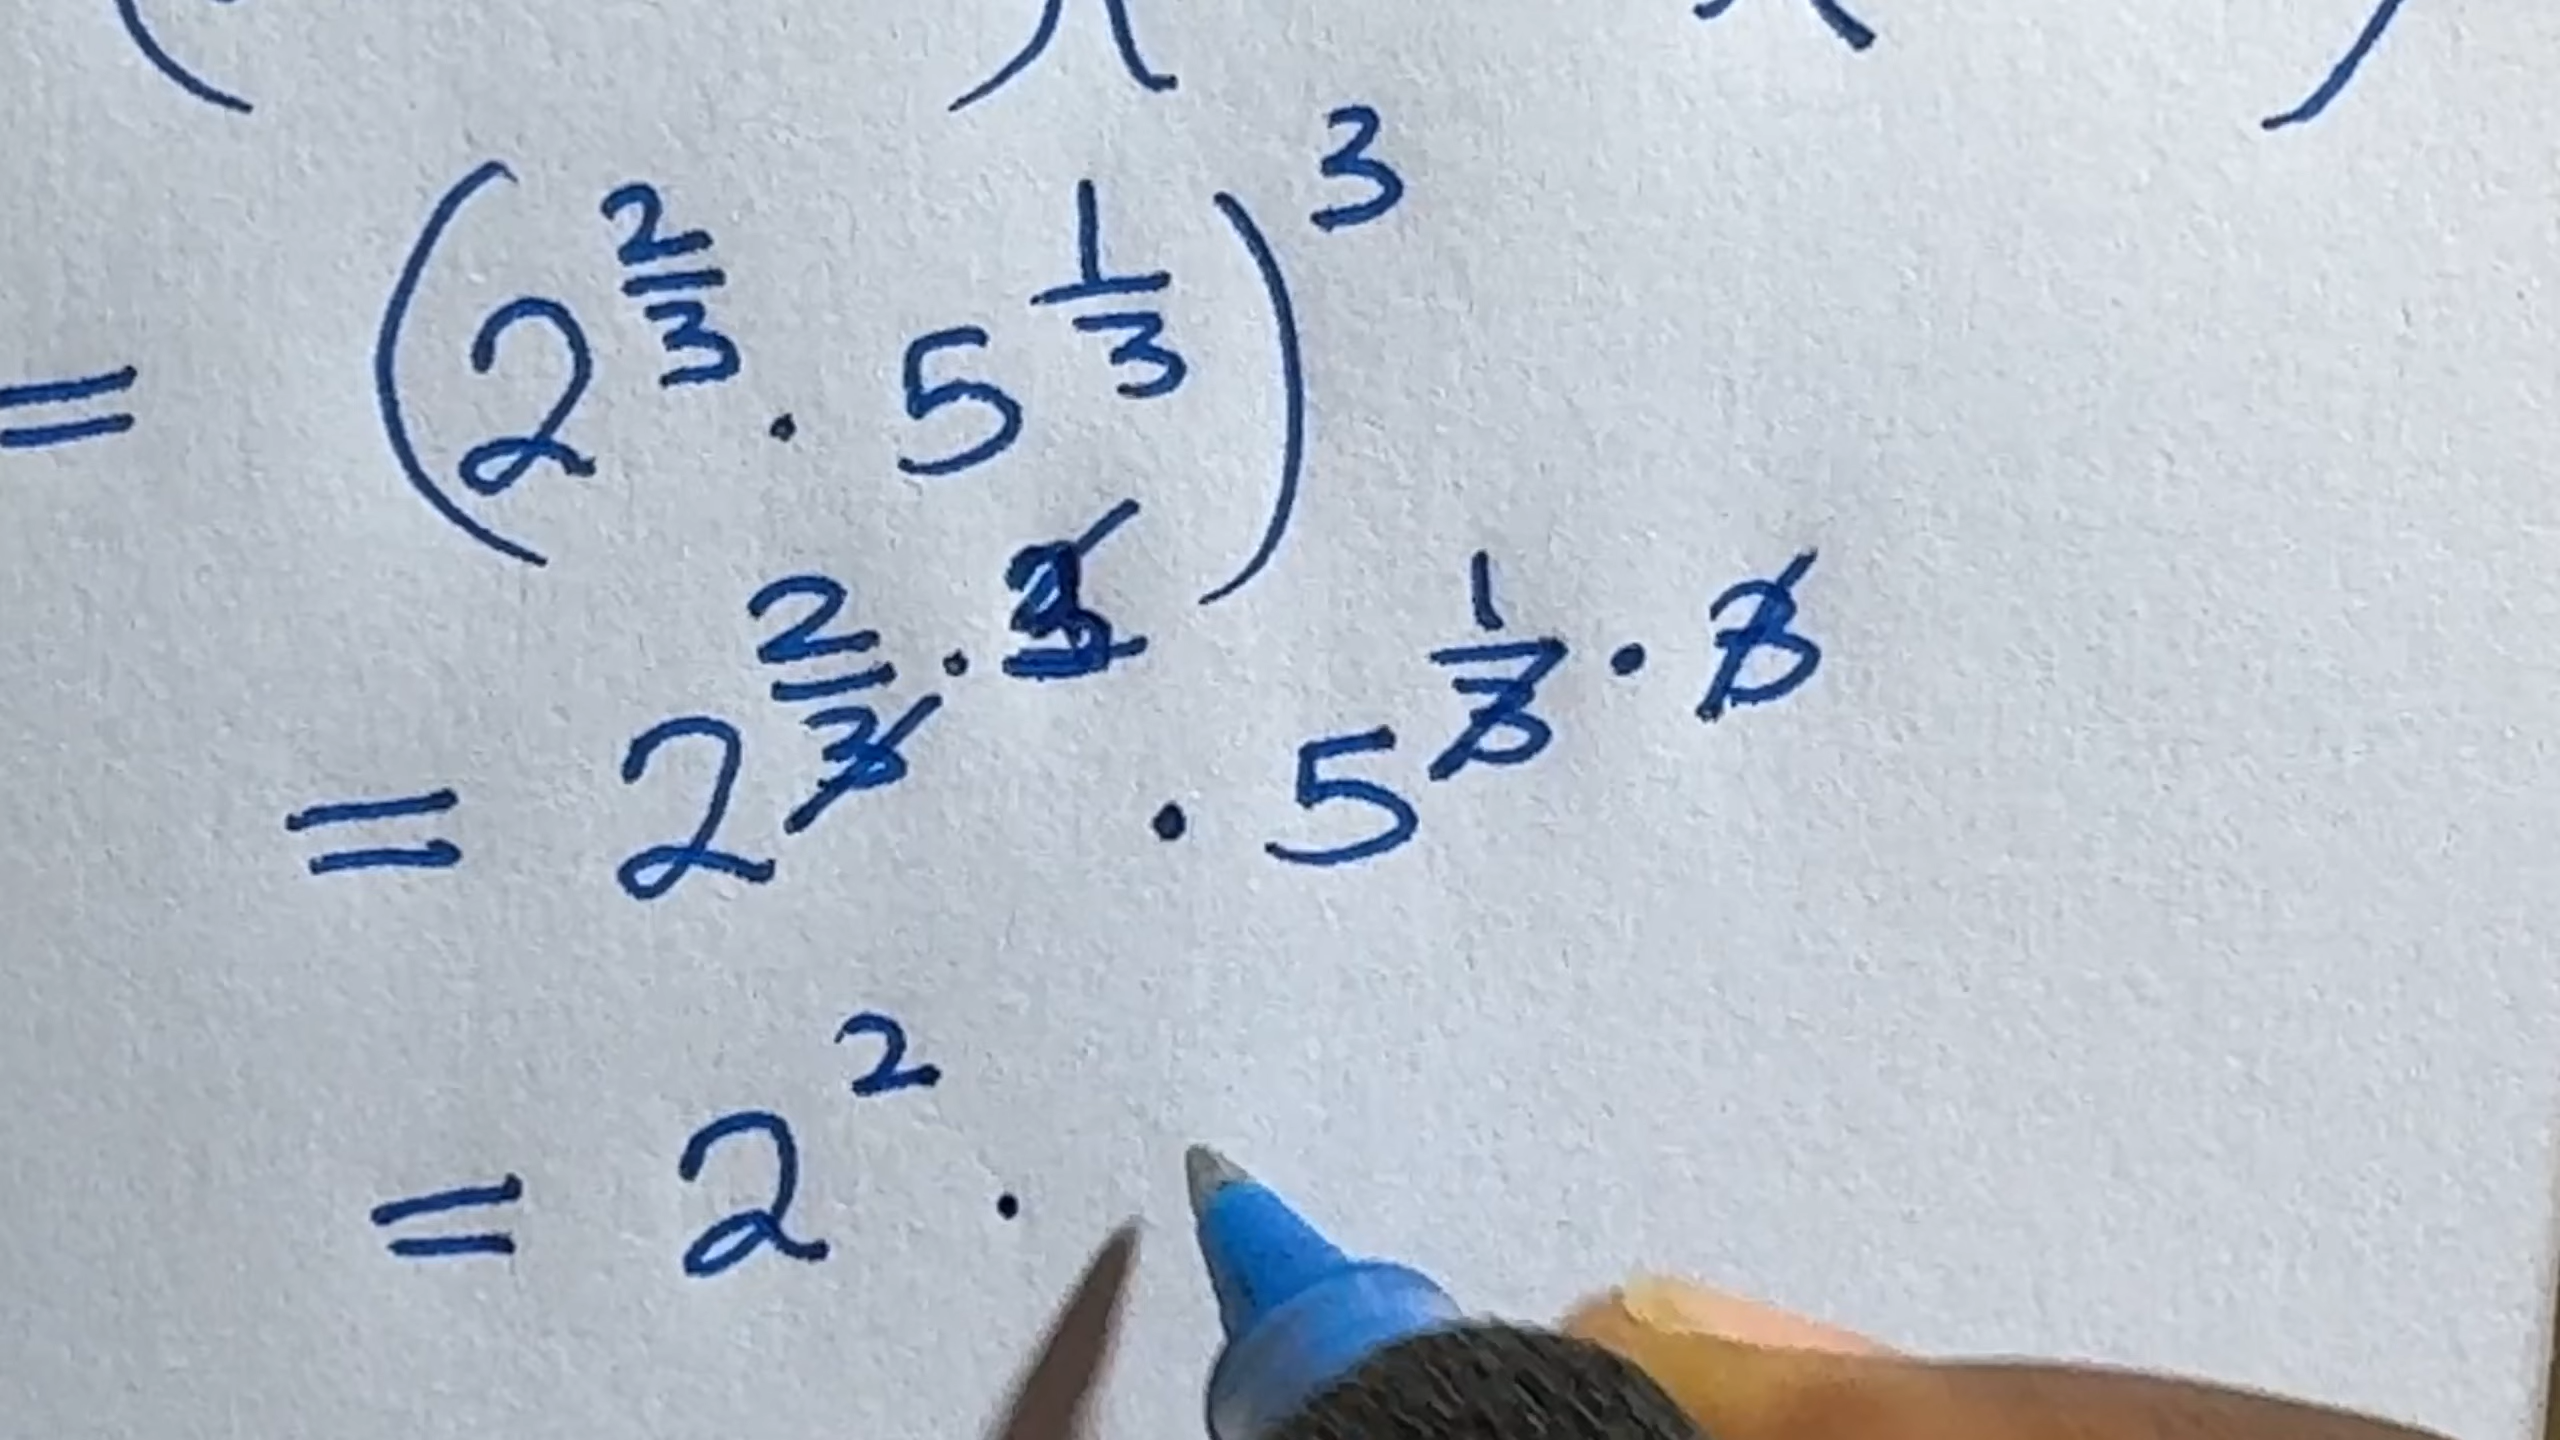 = (2^{2/3} · 5^{1/3})^3
= 2^{2/3 · 3} · 5^{1/3 · 3}
= 2^2 ·